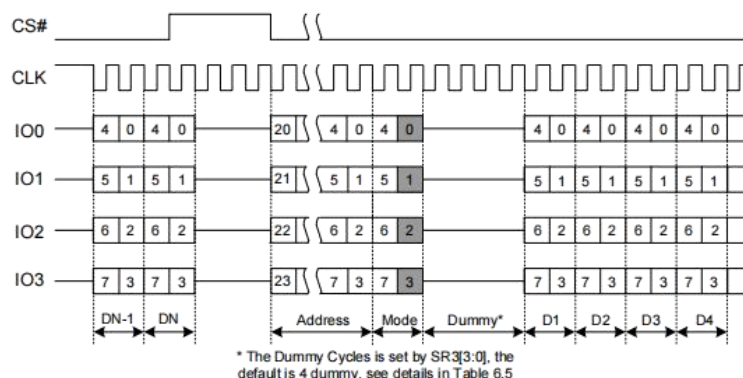 CS#
CLK
IO0 4 0 4 0 20 4 0 4 0 4 0 4 0 4 0 4 0
IO1 5 1 5 1 21 5 1 5 1 5 1 5 1 5 1 5 1
IO2 6 2 6 2 22 6 2 6 2 6 2 6 2 6 2 6 2
IO3 7 3 7 3 23 7 3 7 3 7 3 7 3 7 3 7 3
DN-1 DN Address Mode Dummy* D1 D2 D3 D4
* The Dummy Cycles is set by SR3[3:0], the
default is 4 dummy, see details in Table 6.5